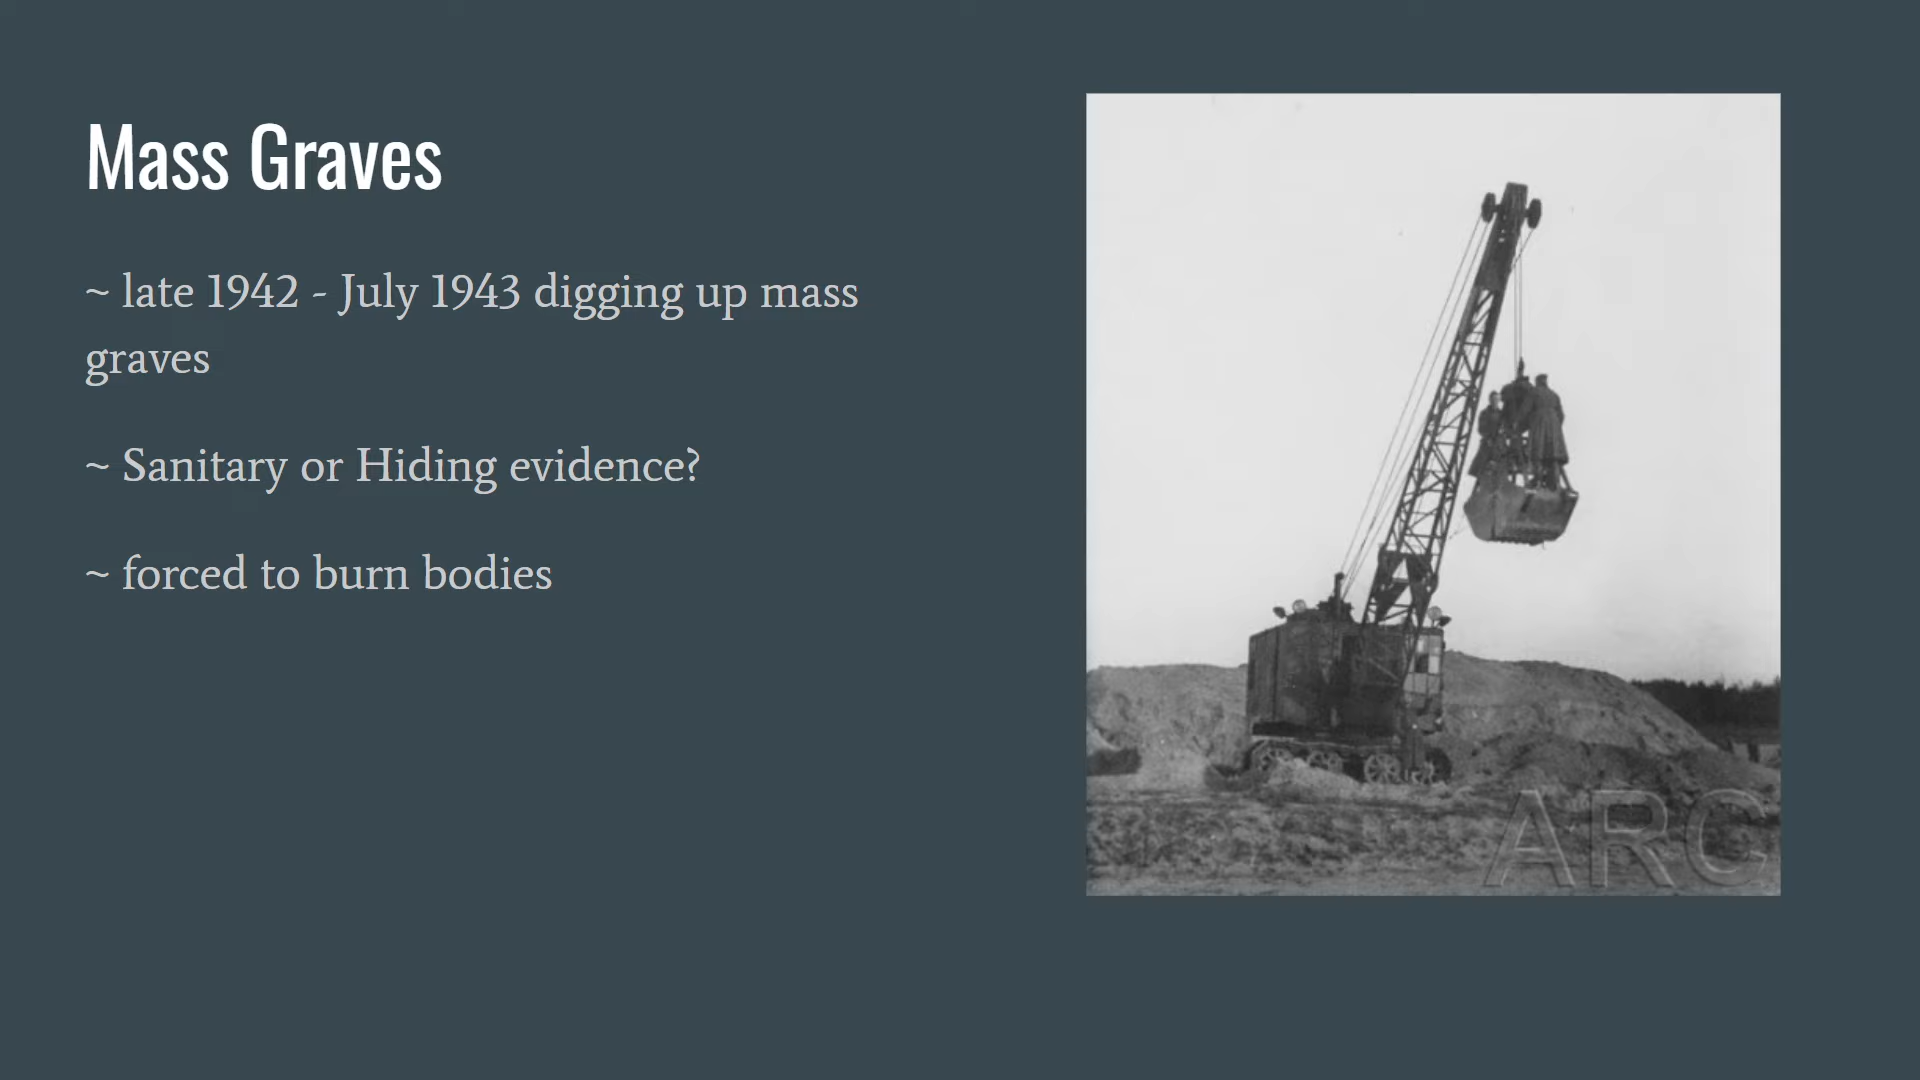 Mass Graves
~ late 1942 - July 1943 digging up mass
graves
~ Sanitary or Hiding evidence?
~ forced to burn bodies
ARC